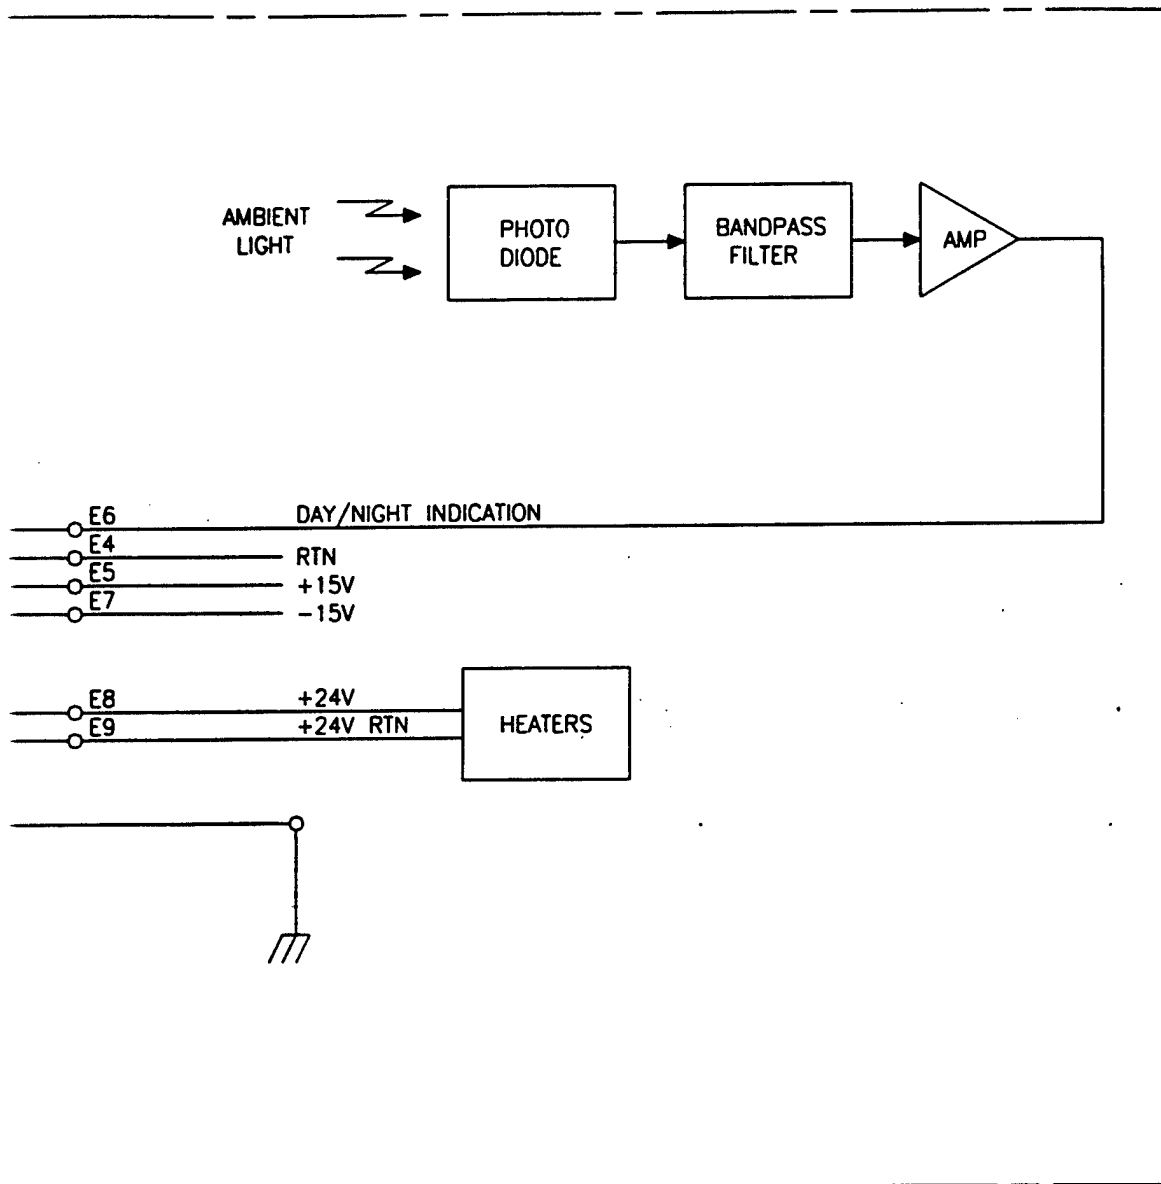 AMBIENT
LIGHT
PHOTO
DIODE
BANDPASS
FILTER
AMP
E6 DAY/NIGHT INDICATION
E4 RTN
E5 +15V
E7 -15V
E8 +24V
E9 +24V RTN
HEATERS